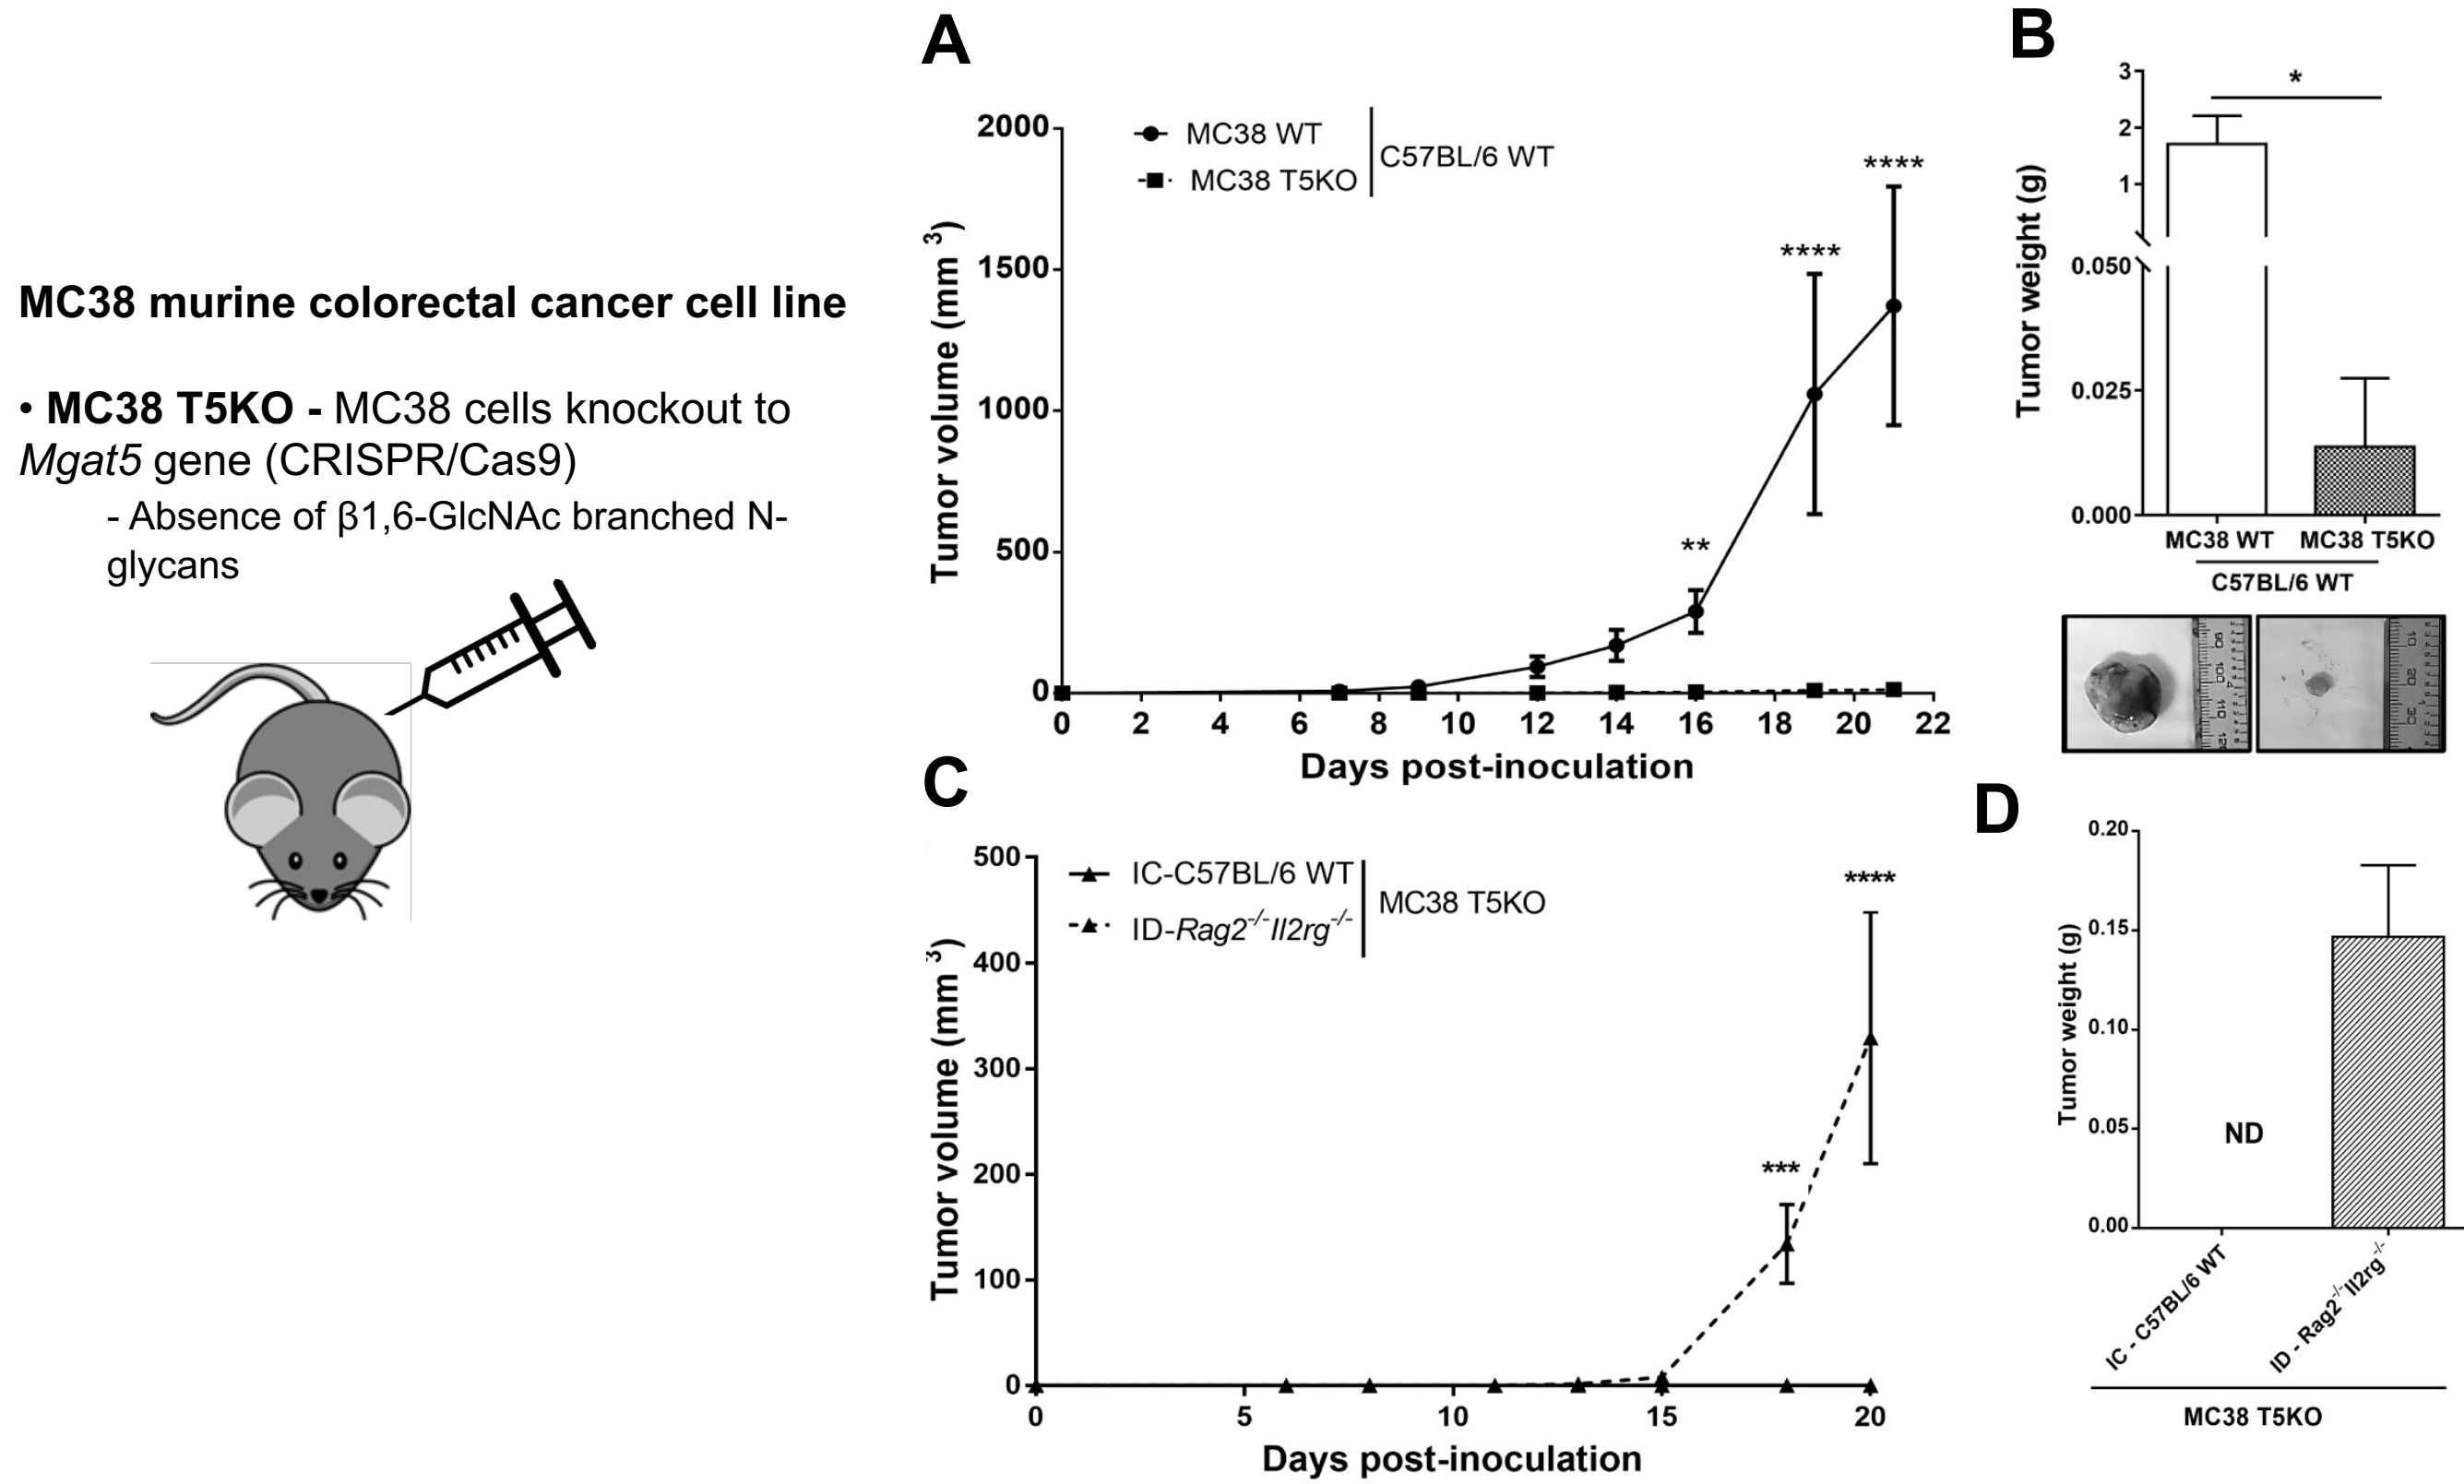 MC38 murine colorectal cancer cell line
• MC38 T5KO - MC38 cells knockout to
Mgat5 gene (CRISPR/Cas9)
- Absence of β1,6-GlcNAc branched N-
glycans
A
Tumor volume (mm 3)
2000
1500
1000
500
0
MC38 WT
MC38 T5KO
C57BL/6 WT
**
****
****
0 2 4 6 8 10 12 14 16 18 20 22
Days post-inoculation
B
Tumor weight (g)
3
2
1
0.050
0.025
0.000
*
MC38 WT MC38 T5KO
C57BL/6 WT
90 100 110
10 20 30
C
Tumor volume (mm 3)
500
400
300
200
100
0
IC-C57BL/6 WT
ID-Rag2-/-Il2rg-/-
MC38 T5KO
***
****
0 5 10 15 20
Days post-inoculation
D
Tumor weight (g)
0.20
0.15
0.10
0.05
0.00
ND
IC - C57BL/6 WT
ID - Rag2-/-Il2rg-/-
MC38 T5KO